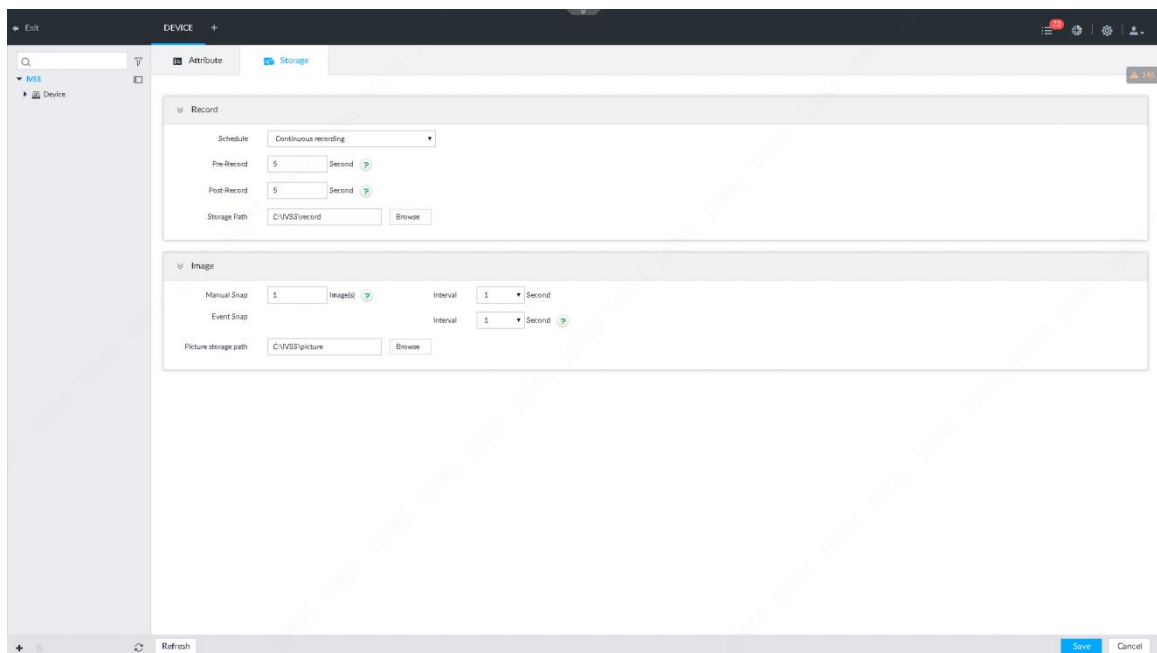 Exit
DEVICE +
75
Attribute
Storage
146
IVSS
Device
Record
Schedule Continuous recording
Pre-Record 5 Second ?
Post-Record 5 Second ?
Storage Path C:\IVSS\record Browse
Image
Manual Snap 1 Image(s) ? Interval 1 Second
Event Snap Interval 1 Second ?
Picture storage path C:\IVSS\picture Browse
Refresh Save Cancel